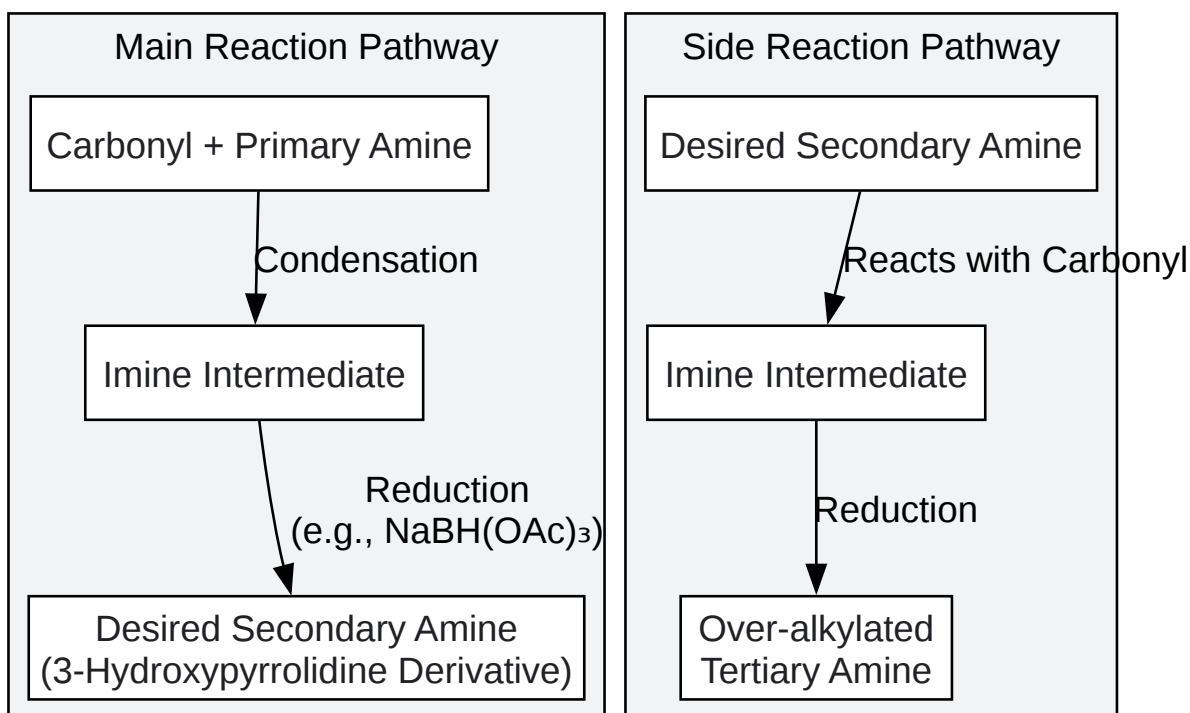 Main Reaction Pathway
Carbonyl + Primary Amine
Condensation
Imine Intermediate
Reduction
(e.g., NaBH(OAc)₃)
Desired Secondary Amine
(3-Hydroxypyrrolidine Derivative)
Side Reaction Pathway
Desired Secondary Amine
Reacts with Carbonyl
Imine Intermediate
Reduction
Over-alkylated
Tertiary Amine